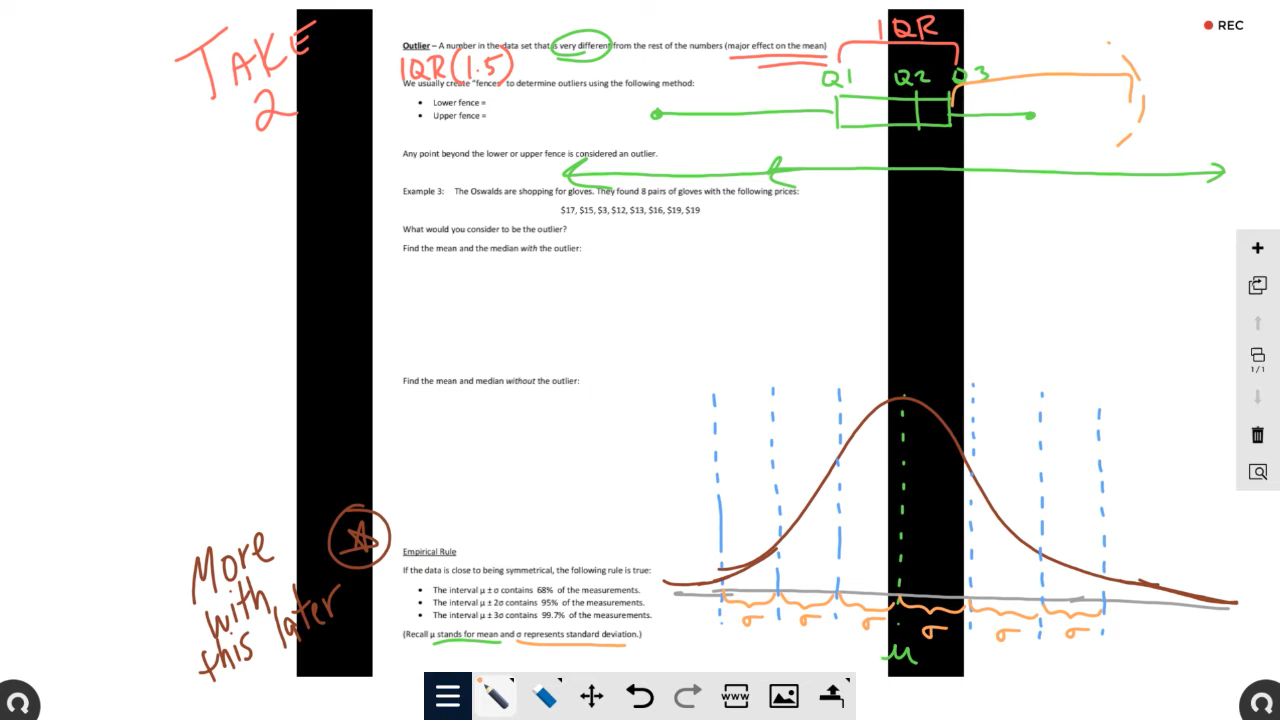 REC
TAKE
2
IQR
Outlier – A number in the data set that is very different from the rest of the numbers (major effect on the mean)
IQR(1.5)
Q1 Q2 Q3
We usually create "fences" to determine outliers using the following method:
• Lower fence =
• Upper fence =
Any point beyond the lower or upper fence is considered an outlier.
Example 3: The Oswalds are shopping for gloves. They found 8 pairs of gloves with the following prices:
$17, $15, $3, $12, $13, $16, $19, $19
What would you consider to be the outlier?
Find the mean and the median with the outlier:
1/1
Find the mean and median without the outlier:
More
with
this later
Empirical Rule
If the data is close to being symmetrical, the following rule is true:
• The interval μ ± σ contains 68% of the measurements.
• The interval μ ± 2σ contains 95% of the measurements.
• The interval μ ± 3σ contains 99.7% of the measurements.
(Recall μ stands for mean and σ represents standard deviation.)
σ σ σ σ σ σ
μ
WWW